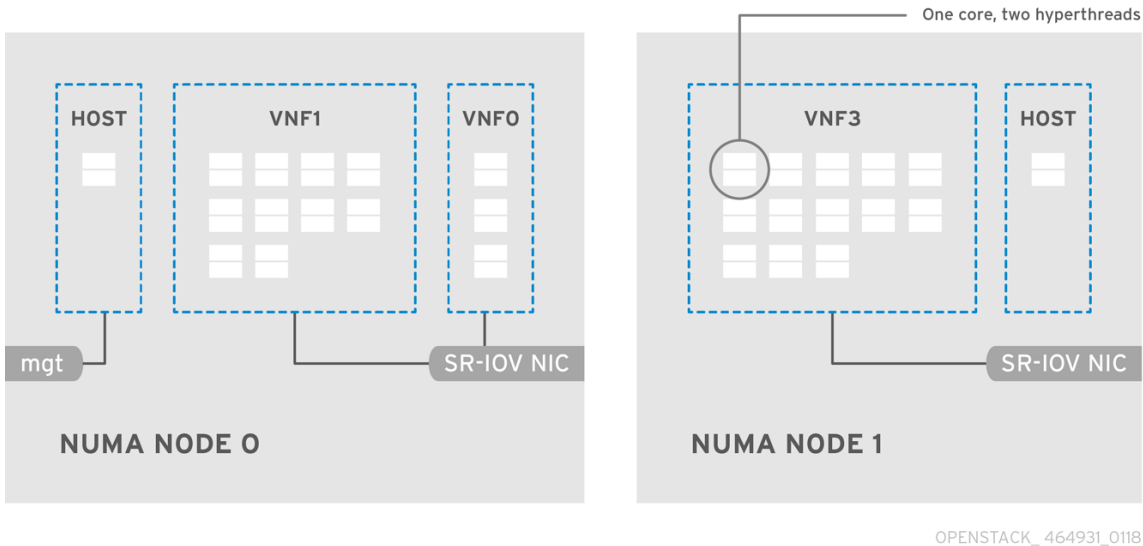 One core, two hyperthreads
HOST
VNF1
VNF0
mgt
SR-IOV NIC
NUMA NODE 0
VNF3
HOST
SR-IOV NIC
NUMA NODE 1
OPENSTACK_ 464931_0118